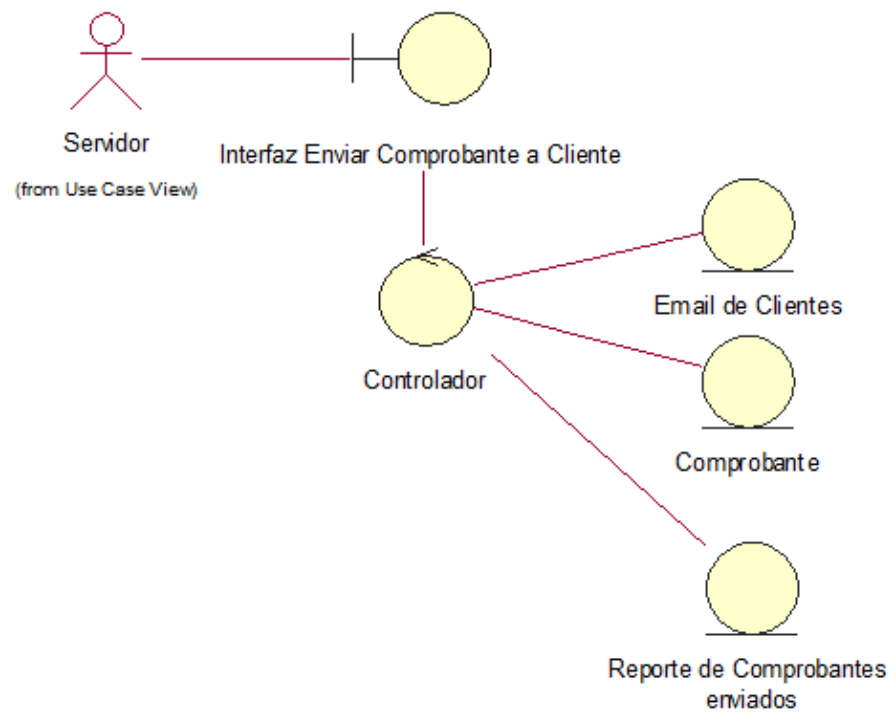 Servidor
(from Use Case View)
Interfaz Enviar Comprobante a Cliente
Email de Clientes
Controlador
Comprobante
Reporte de Comprobantes
enviados